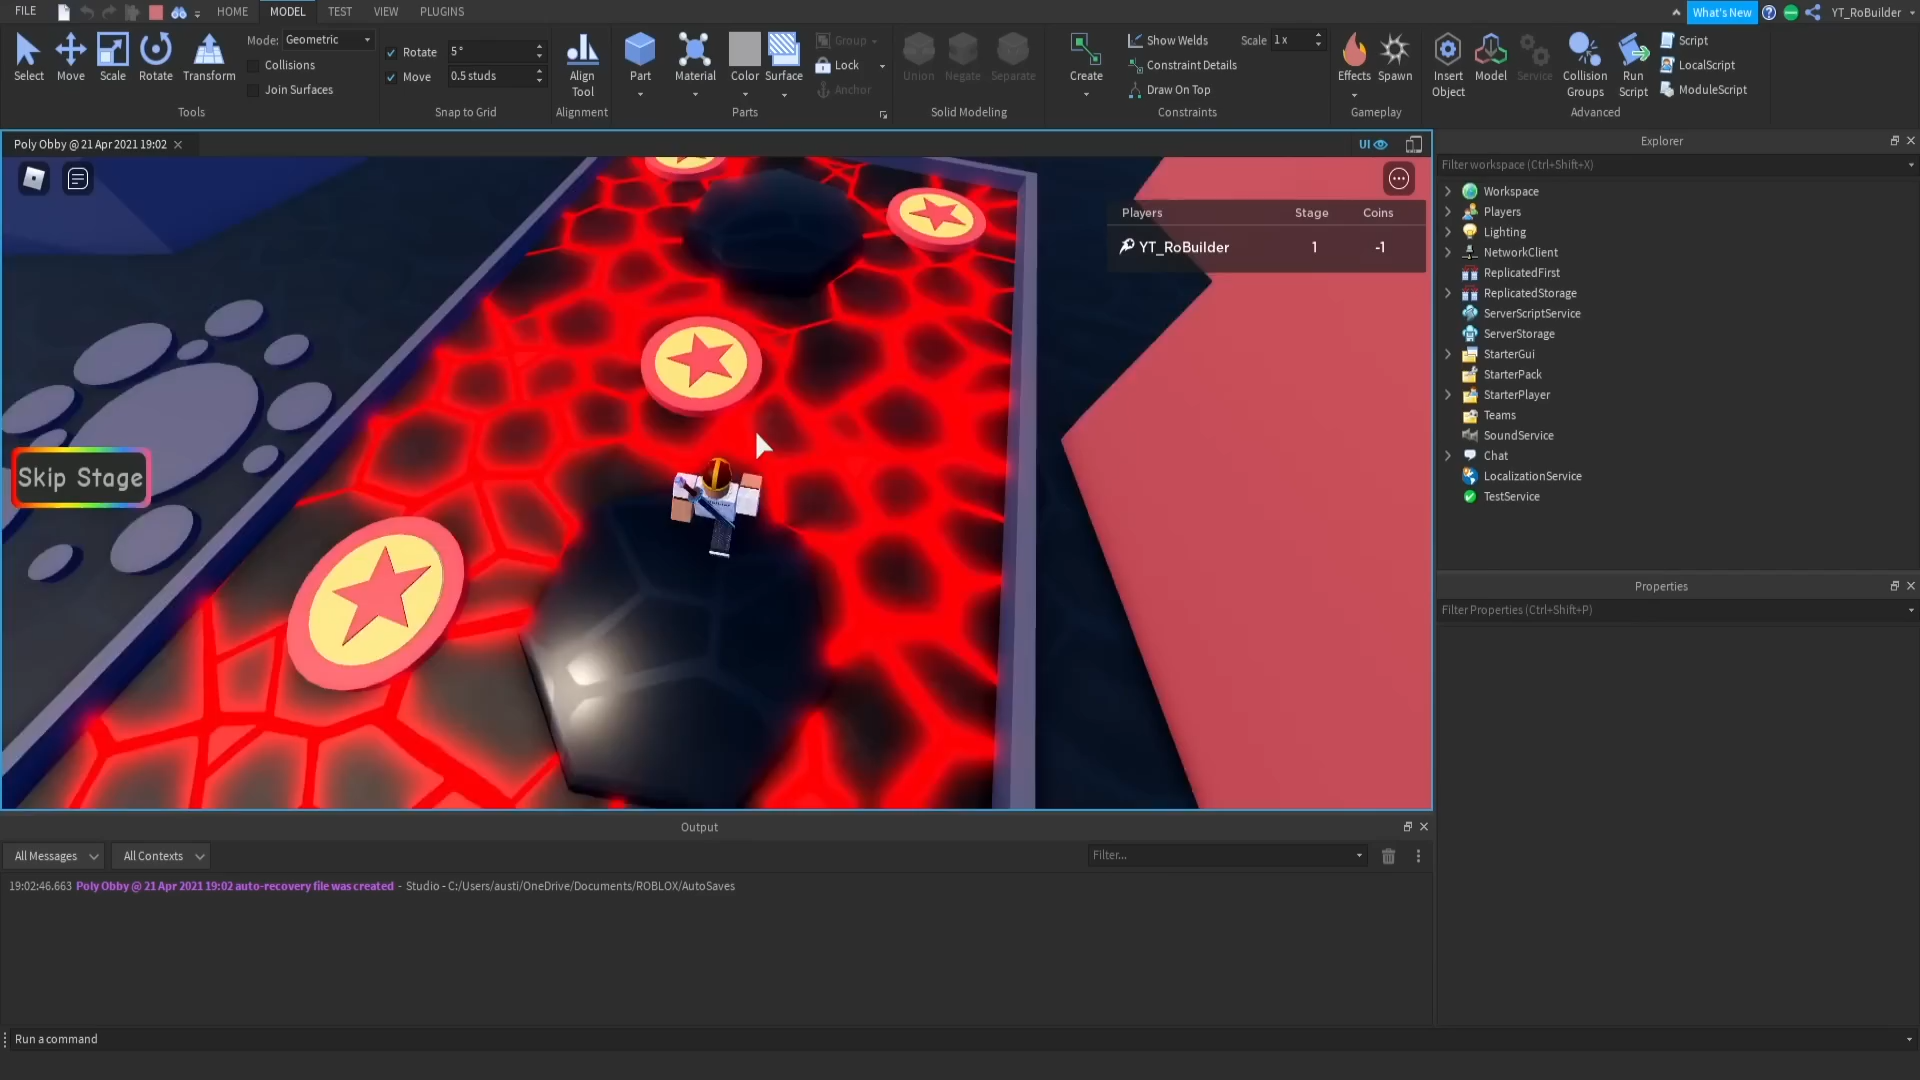 FILE
HOME
MODEL
TEST
VIEW
PLUGINS
What's New
YT_RoBuilder
Select
Move
Scale
Rotate
Transform
Mode: Geometric
Collisions
Join Surfaces
Tools
Rotate 5 °
Move 0.5 studs
Snap to Grid
Align Tool
Alignment
Part
Material
Color
Surface
Group
Lock
Anchor
Parts
Union
Negate
Separate
Solid Modeling
Create
Show Welds
Scale 1 x
Constraint Details
Draw On Top
Constraints
Effects
Spawn
Gameplay
Insert Object
Model
Service
Collision Groups
Run Script
Script
LocalScript
ModuleScript
Advanced
Poly Obby @ 21 Apr 2021 19:02
UI
Players Stage Coins
YT_RoBuilder 1 -1
Skip Stage
Explorer
Filter workspace (Ctrl+Shift+X)
Workspace
Players
Lighting
NetworkClient
ReplicatedFirst
ReplicatedStorage
ServerScriptService
ServerStorage
StarterGui
StarterPack
StarterPlayer
Teams
SoundService
Chat
LocalizationService
TestService
Properties
Filter Properties (Ctrl+Shift+P)
Output
All Messages
All Contexts
Filter...
19:02:46.663 Poly Obby @ 21 Apr 2021 19:02 auto-recovery file was created - Studio - C:/Users/austi/OneDrive/Documents/ROBLOX/AutoSaves
Run a command